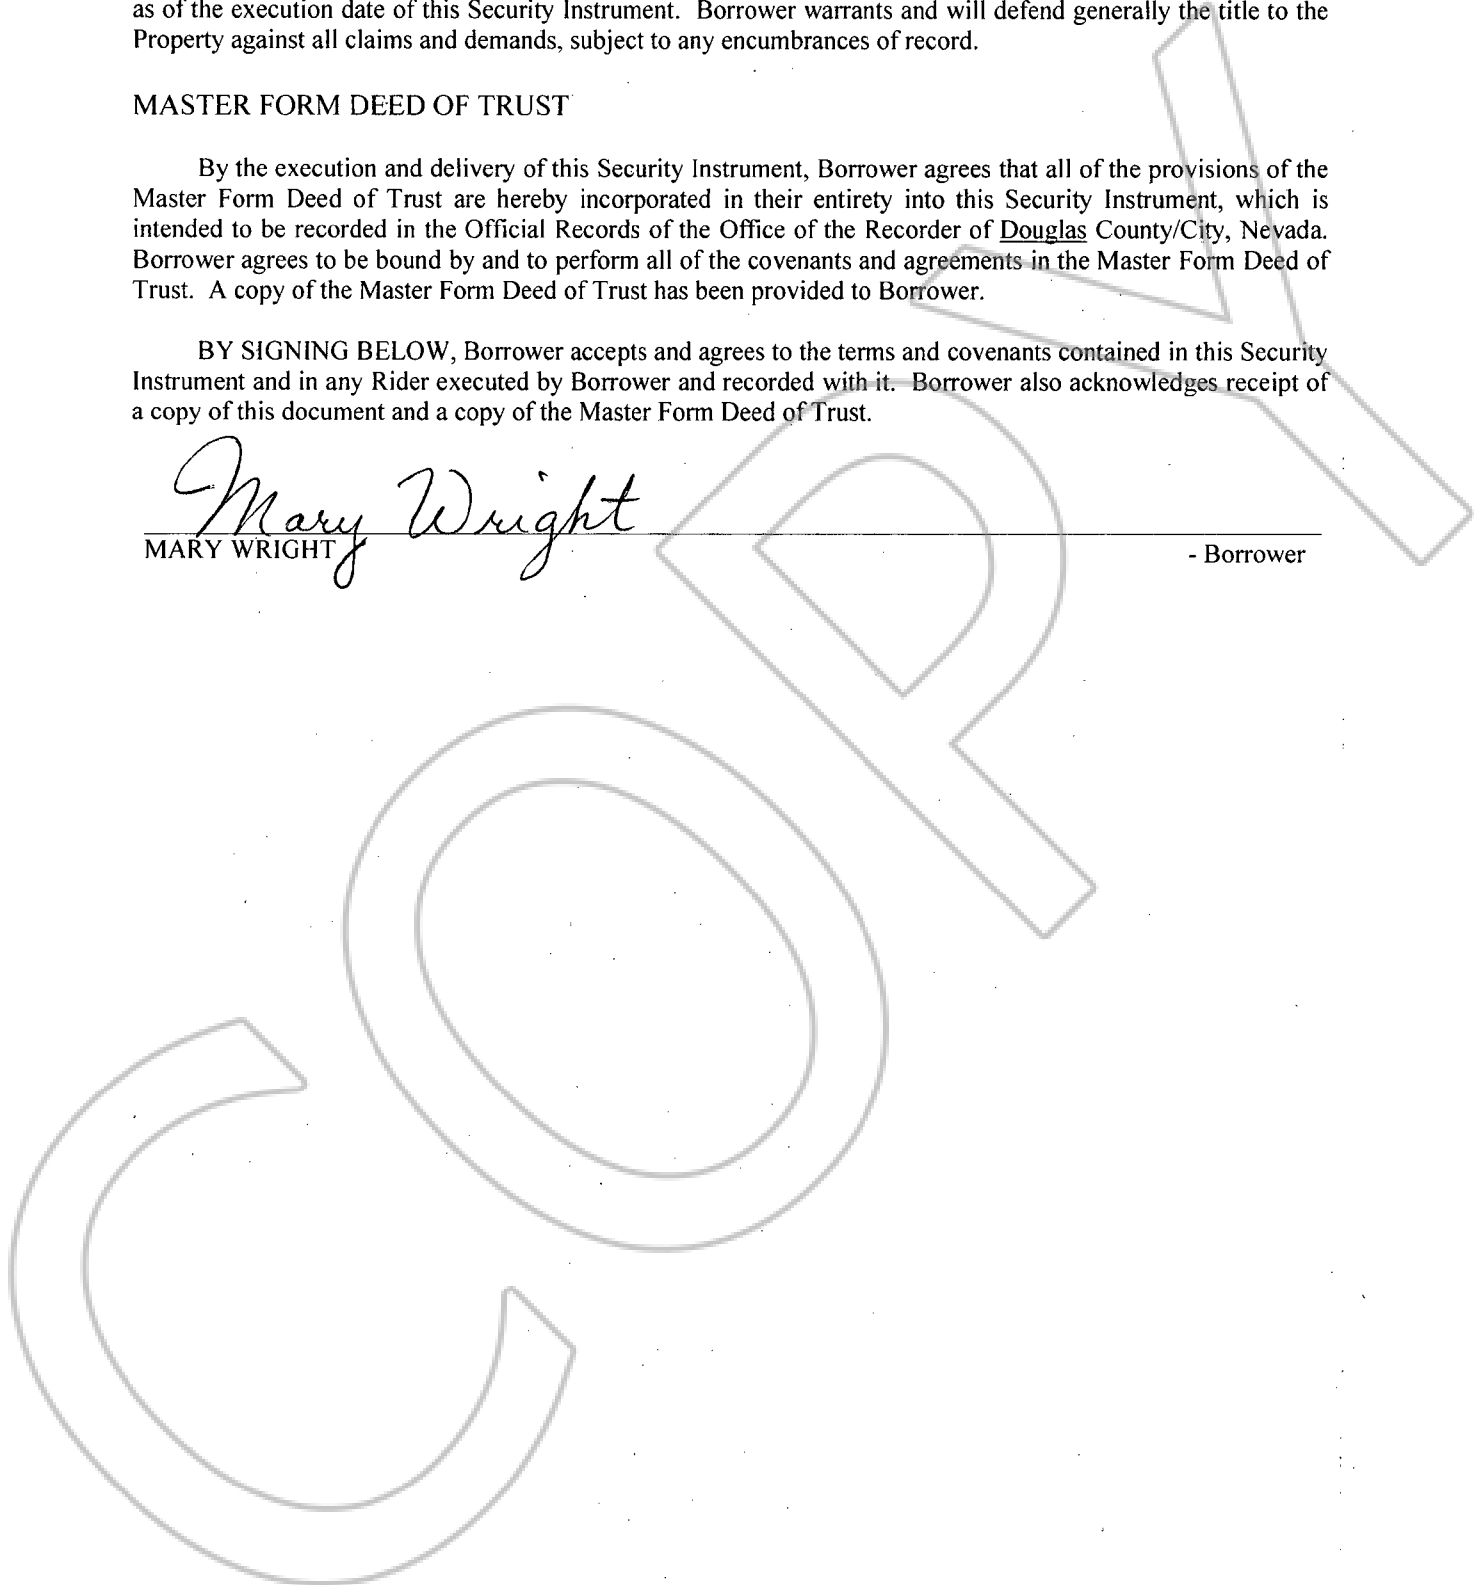 as of the execution date of this Security Instrument. Borrower warrants and will defend generally the title to the
Property against all claims and demands, subject to any encumbrances of record.
MASTER FORM DEED OF TRUST
By the execution and delivery of this Security Instrument, Borrower agrees that all of the provisions of the
Master Form Deed of Trust are hereby incorporated in their entirety into this Security Instrument, which is
intended to be recorded in the Official Records of the Office of the Recorder of Douglas County/City, Nevada.
Borrower agrees to be bound by and to perform all of the covenants and agreements in the Master Form Deed of
Trust. A copy of the Master Form Deed of Trust has been provided to Borrower.
BY SIGNING BELOW, Borrower accepts and agrees to the terms and covenants contained in this Security
Instrument and in any Rider executed by Borrower and recorded with it. Borrower also acknowledges receipt of
a copy of this document and a copy of the Master Form Deed of Trust.
Mary Wright
MARY WRIGHT - Borrower
COPY